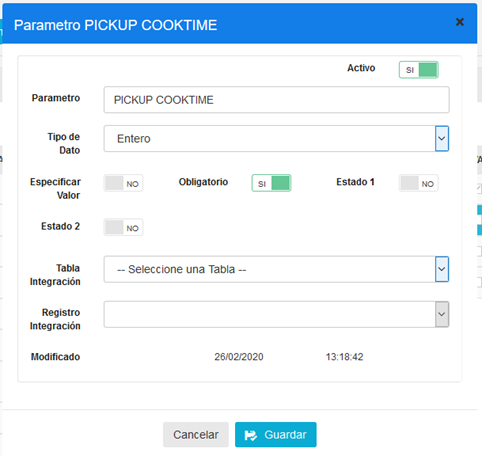 Parametro PICKUP COOKTIME ×
Activo SI
Parametro PICKUP COOKTIME
Tipo de
Dato
Entero
Especificar
Valor
NO Obligatorio SI Estado 1 NO
Estado 2 NO
Tabla
Integración
-- Seleccione una Tabla --
Registro
Integración
Modificado 26/02/2020 13:18:42
Cancelar Guardar